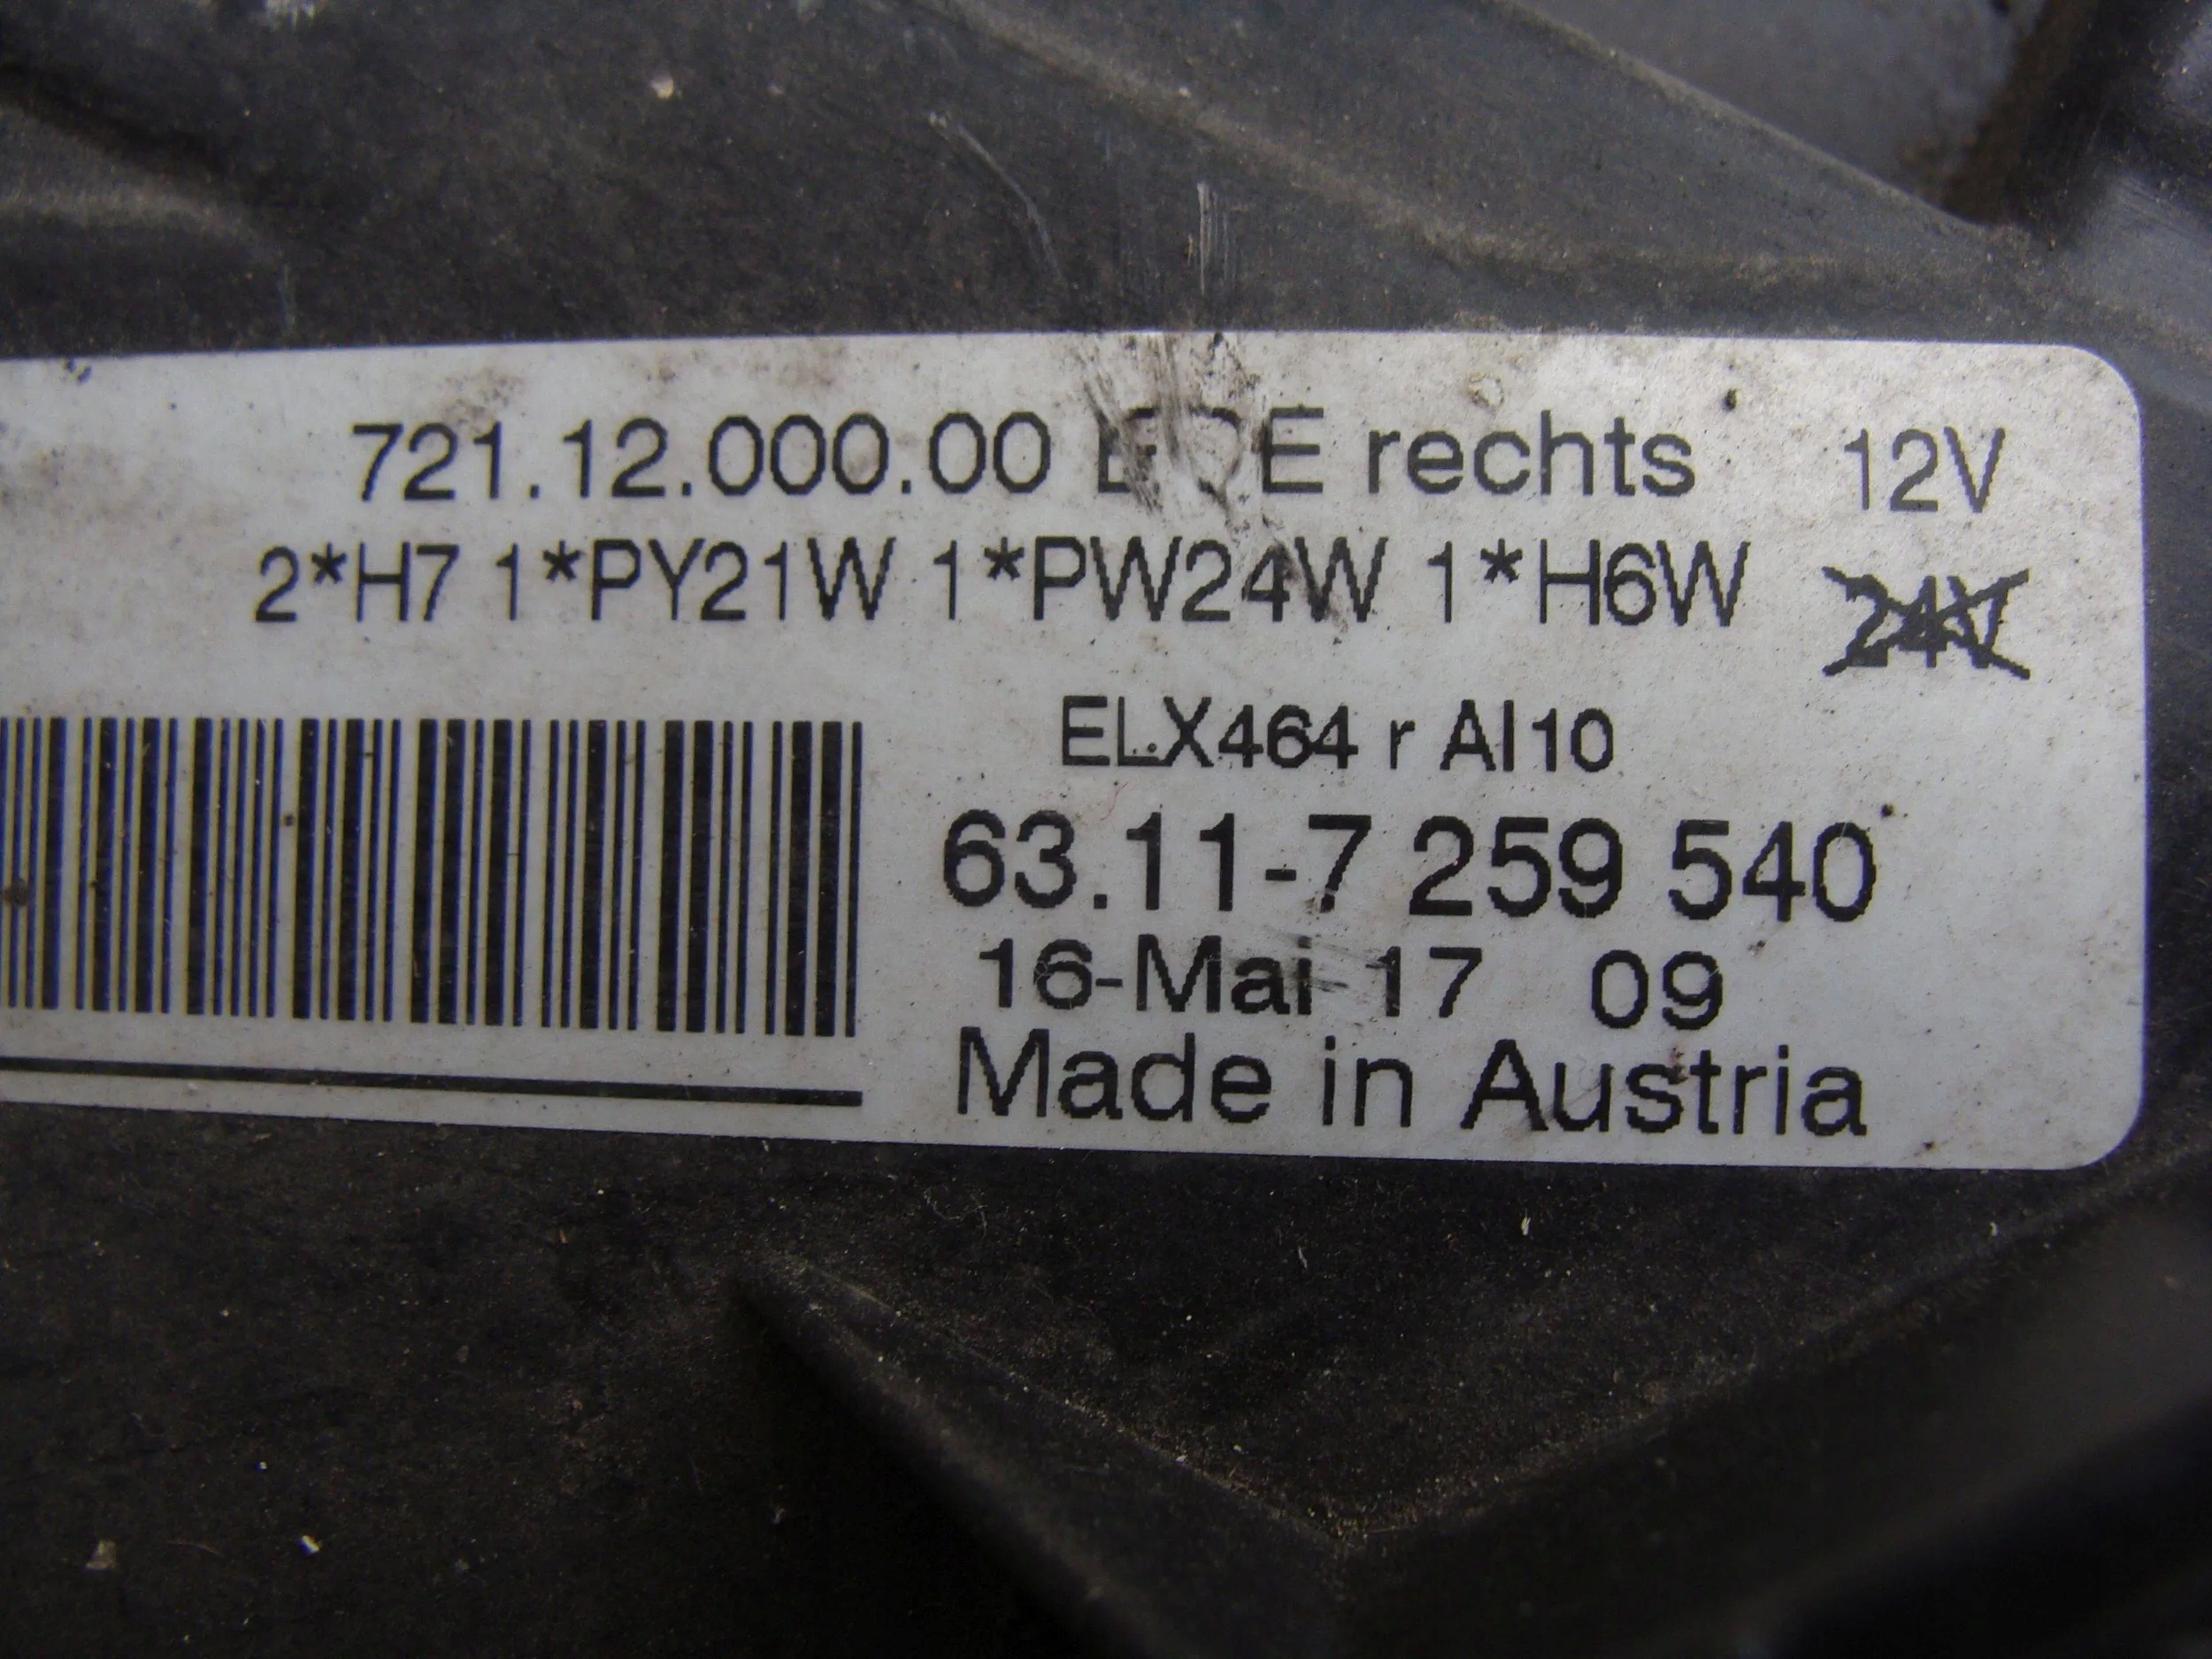 721.12.000.00 ECE rechts 12V
2*H7 1*PY21W 1*PW24W 1*H6W 24V
ELX464 r AI10
63.11-7 259 540
16-Mai-17 09
Made in Austria